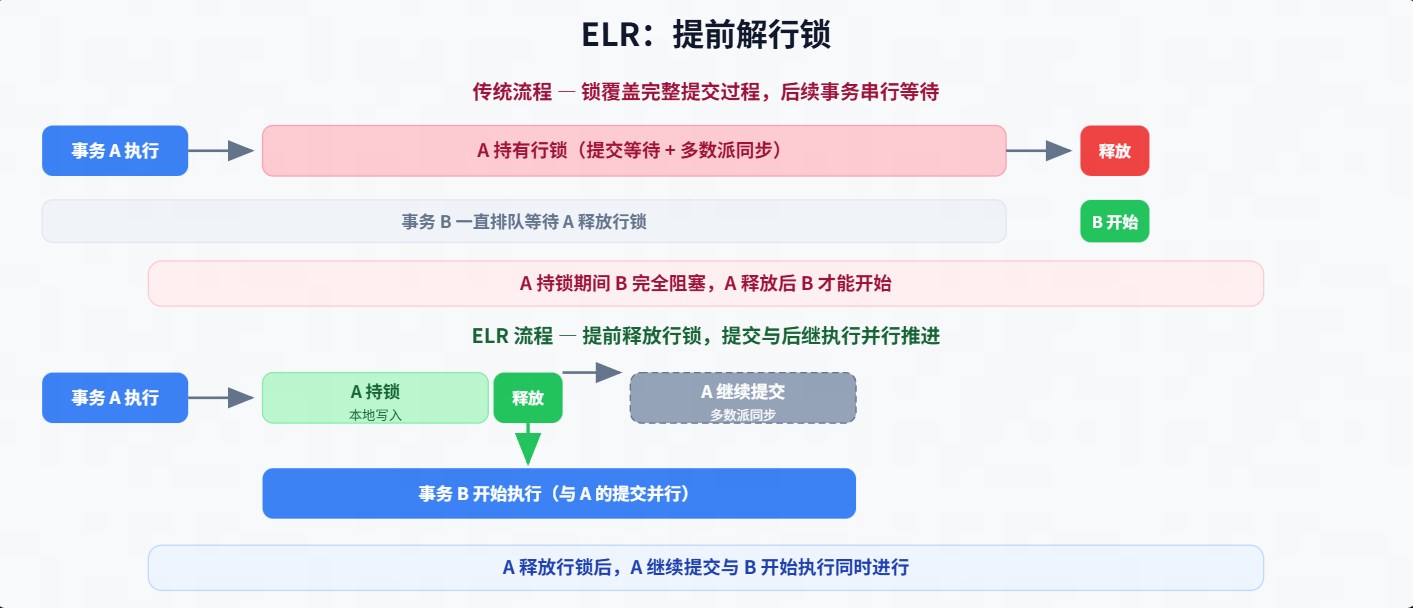 ELR：提前解行锁
传统流程 — 锁覆盖完整提交过程，后续事务串行等待
事务 A 执行
A 持有行锁（提交等待 + 多数派同步）
释放
事务 B 一直排队等待 A 释放行锁
B 开始
A 持锁期间 B 完全阻塞，A 释放后 B 才能开始
ELR 流程 — 提前释放行锁，提交与后继执行并行推进
事务 A 执行
A 持锁
本地写入
释放
A 继续提交
多数派同步
事务 B 开始执行（与 A 的提交并行）
A 释放行锁后，A 继续提交与 B 开始执行同时进行